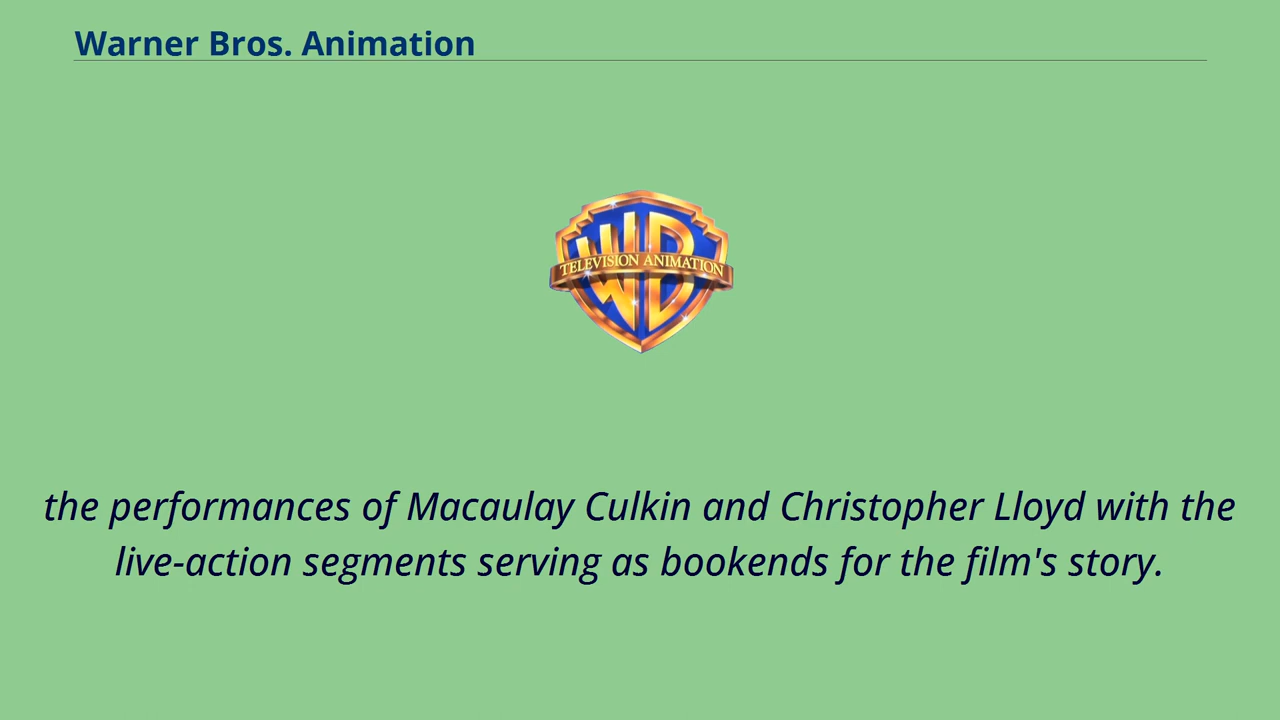 Warner Bros. Animation
WB
TELEVISION ANIMATION
the performances of Macaulay Culkin and Christopher Lloyd with the
live-action segments serving as bookends for the film's story.